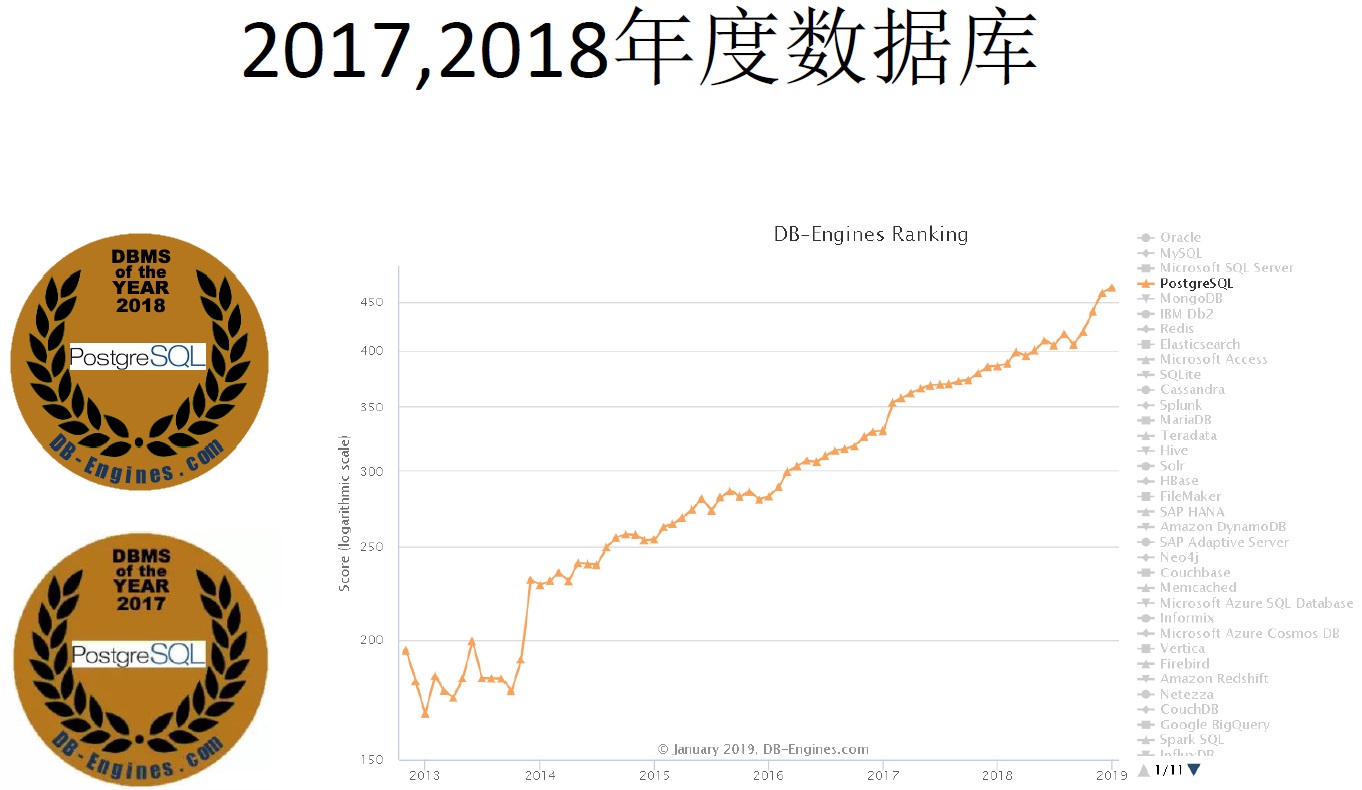 2017,2018年度数据库
DBMS
of the
YEAR
2018
PostgreSQL
DB-Engines.com
DBMS
of the
YEAR
2017
PostgreSQL
DB-Engines.com
DB-Engines Ranking
Score (logarithmic scale)
450
400
350
300
250
200
150
2013
2014
2015
2016
2017
2018
2019
© January 2019, DB-Engines.com
Oracle
MySQL
Microsoft SQL Server
PostgreSQL
MongoDB
IBM Db2
Redis
Elasticsearch
Microsoft Access
SQLite
Cassandra
Splunk
MariaDB
Teradata
Hive
Solr
HBase
FileMaker
SAP HANA
Amazon DynamoDB
SAP Adaptive Server
Neo4j
Couchbase
Memcached
Microsoft Azure SQL Database
Informix
Microsoft Azure Cosmos DB
Vertica
Firebird
Amazon Redshift
Netezza
CouchDB
Google BigQuery
Spark SQL
InfluxDB
1/11